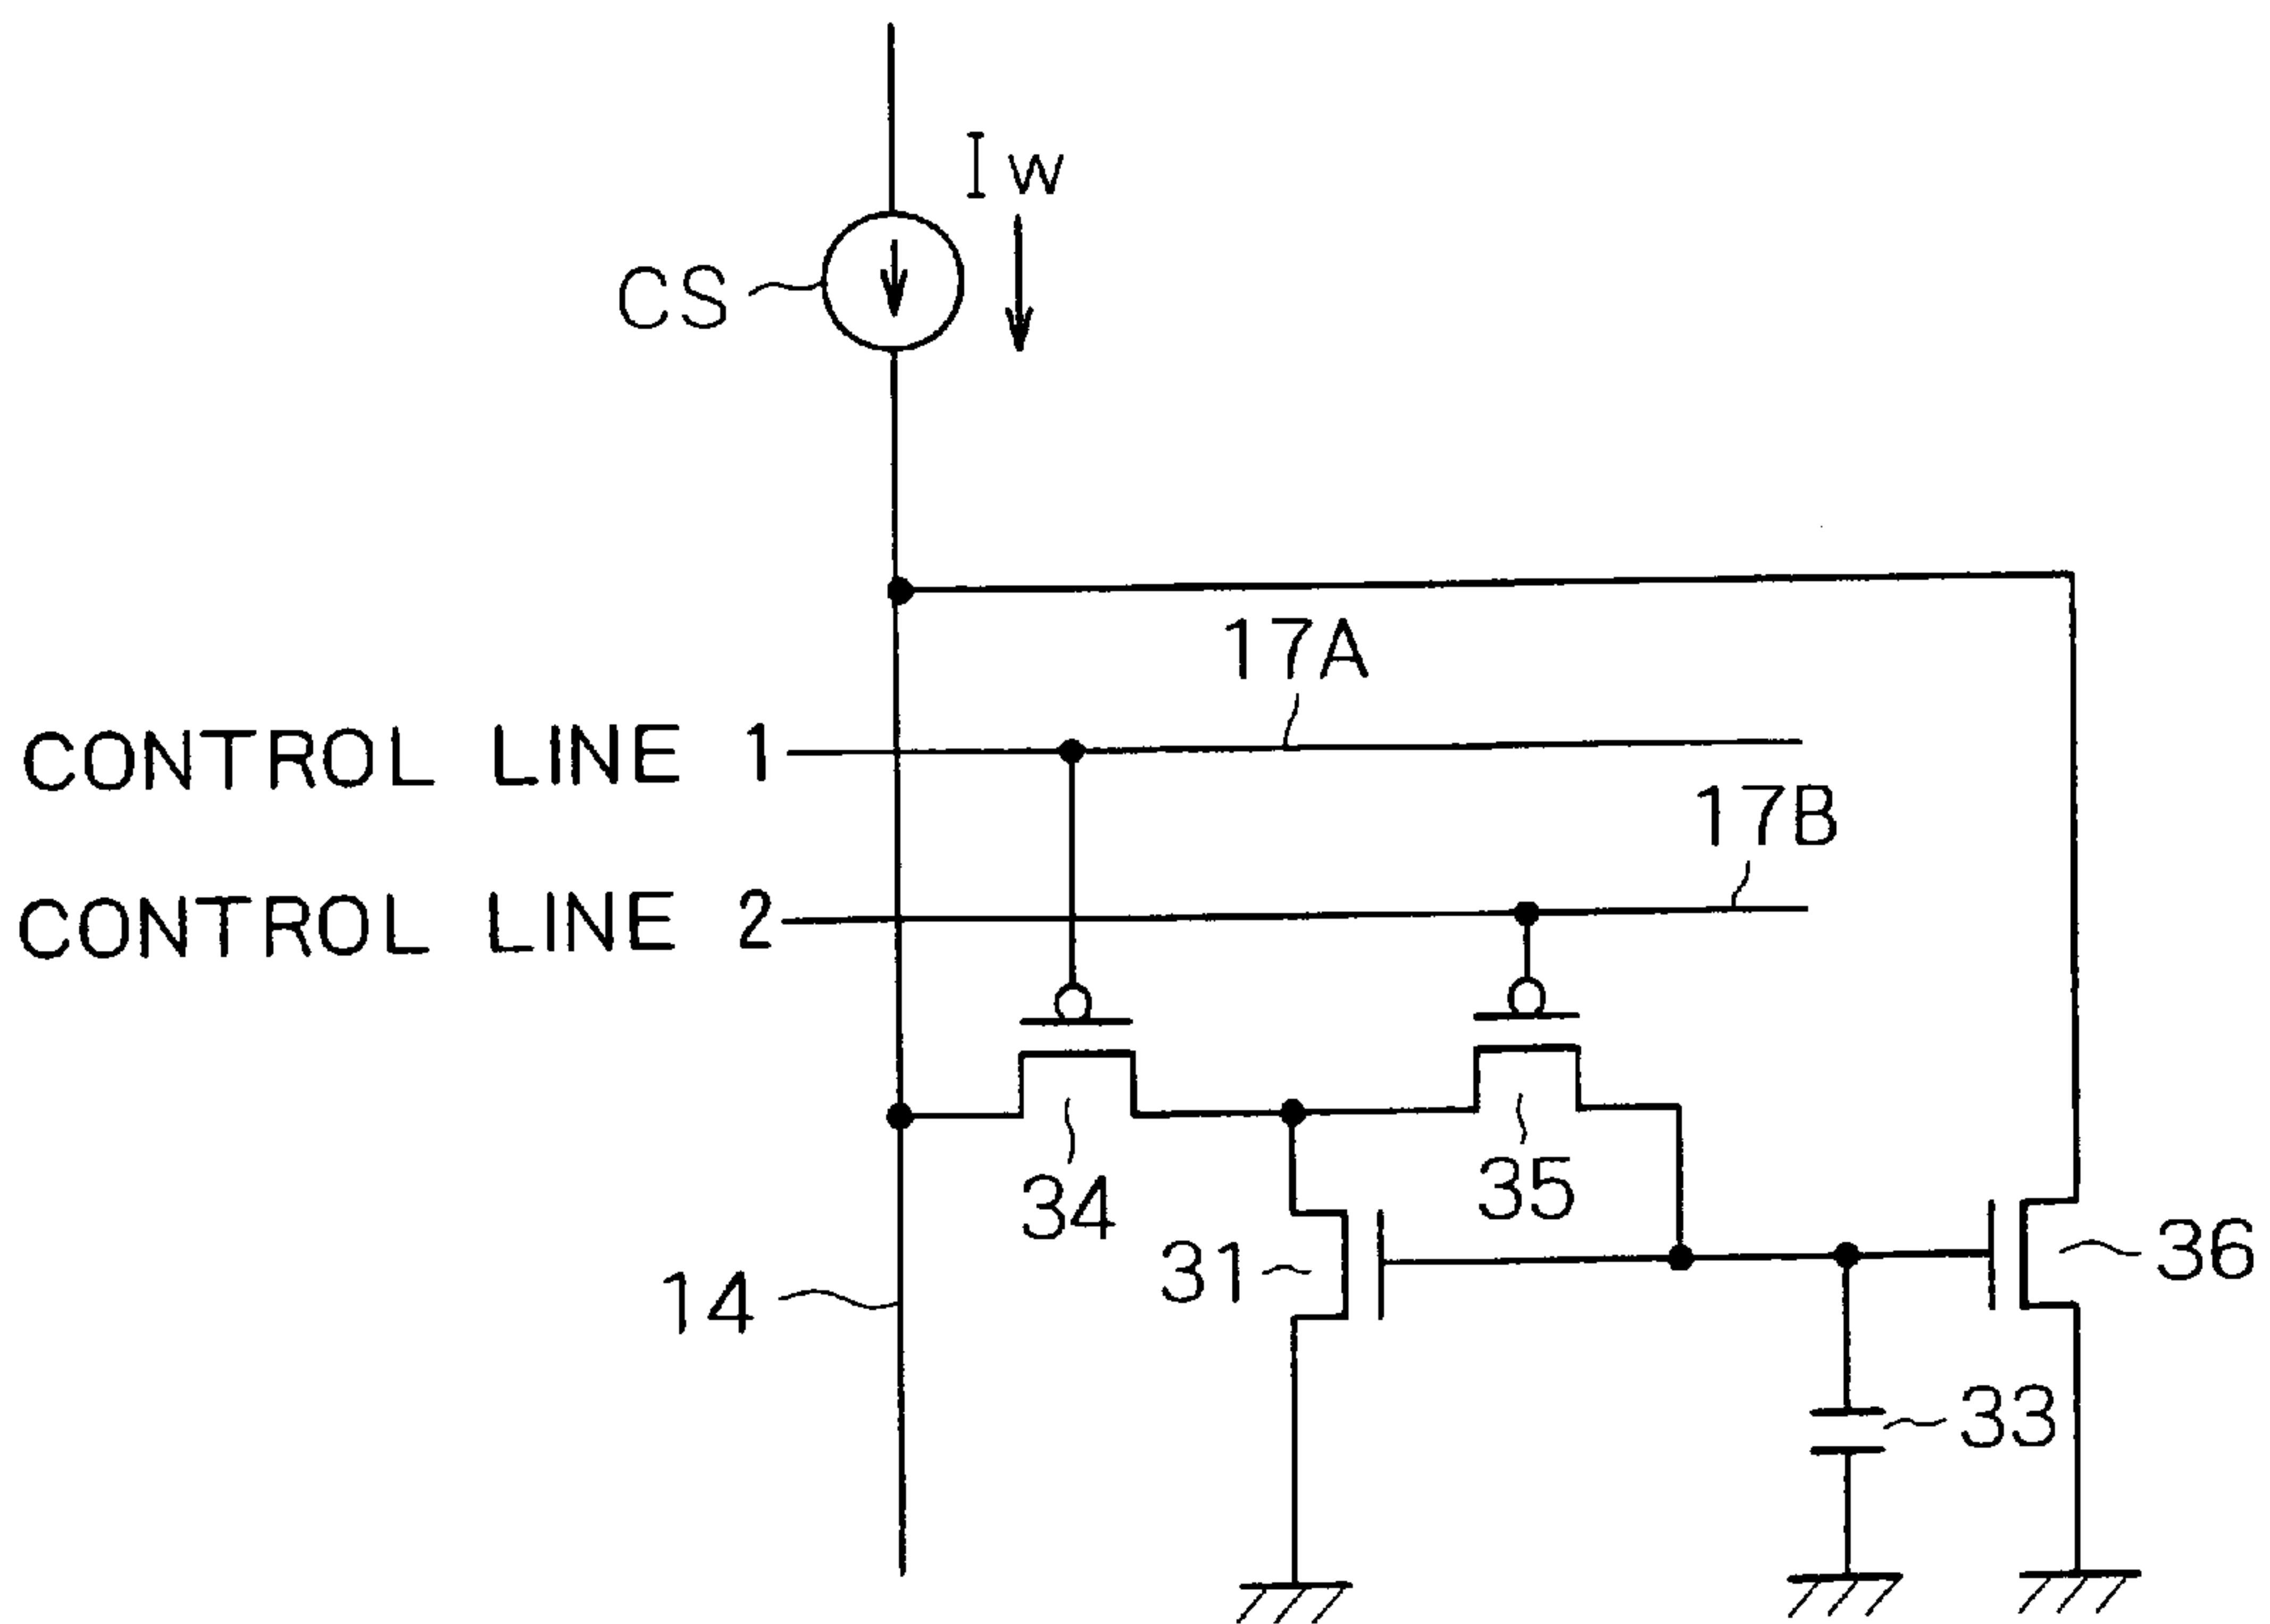 Iw
CS
17A
CONTROL LINE 1
17B
CONTROL LINE 2
34
35
31
36
14
33